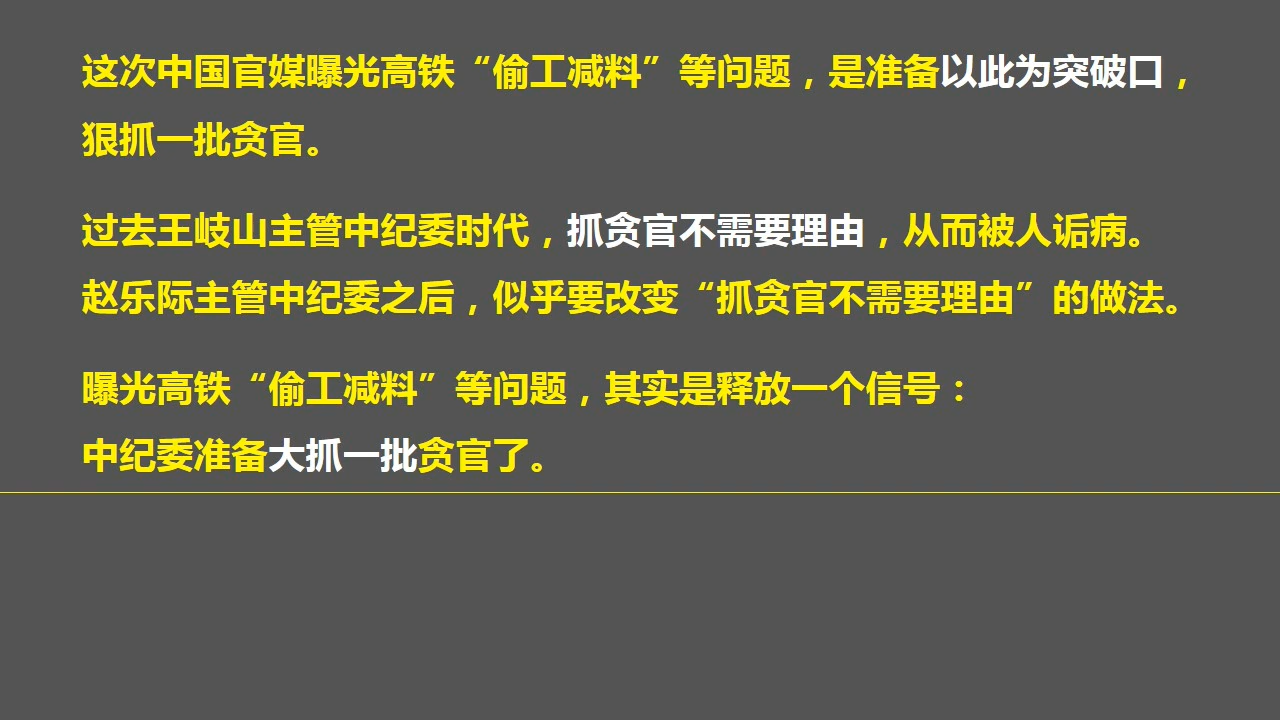 这次中国官媒曝光高铁“偷工减料”等问题，是准备以此为突破口，
狠抓一批贪官。
过去王岐山主管中纪委时代，抓贪官不需要理由，从而被人诟病。
赵乐际主管中纪委之后，似乎要改变“抓贪官不需要理由”的做法。
曝光高铁“偷工减料”等问题，其实是释放一个信号：
中纪委准备大抓一批贪官了。